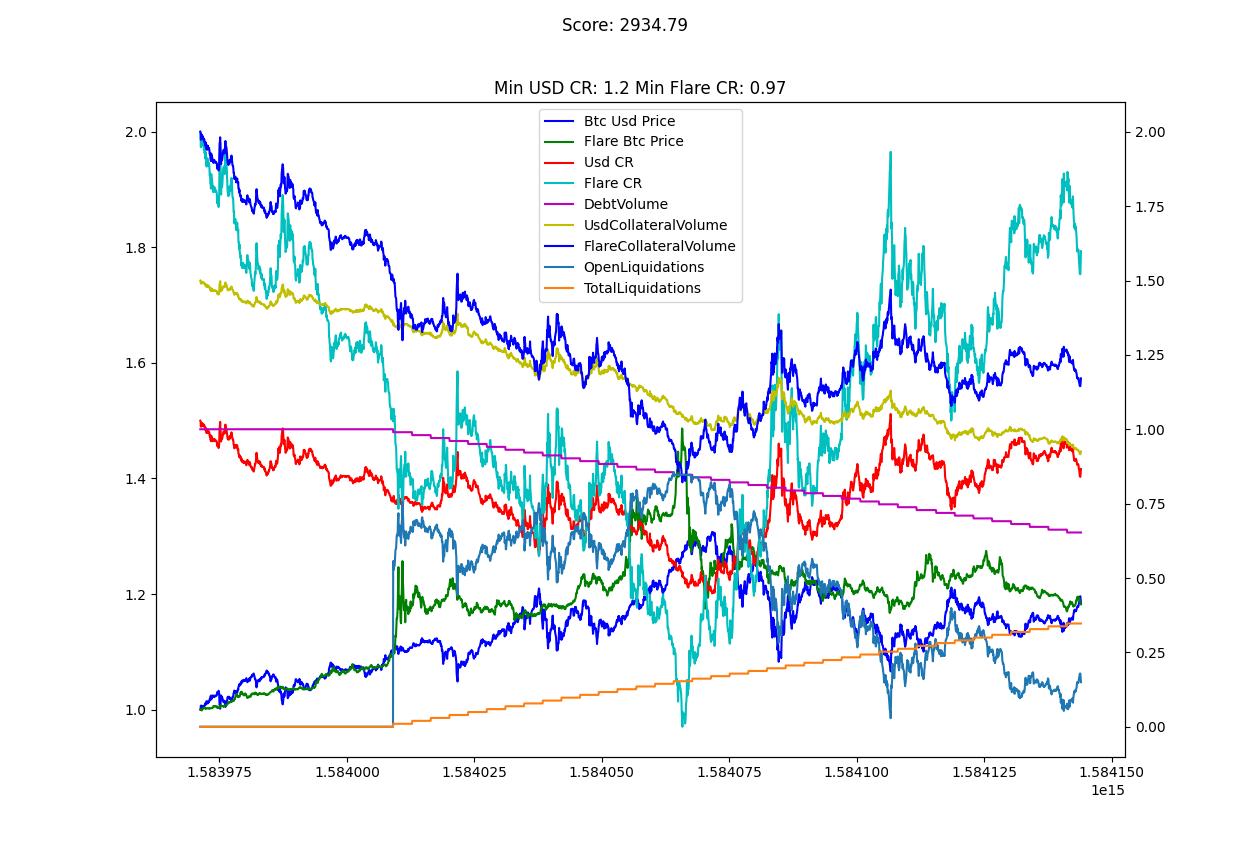 Score: 2934.79
Min USD CR: 1.2 Min Flare CR: 0.97
Btc Usd Price
Flare Btc Price
Usd CR
Flare CR
DebtVolume
UsdCollateralVolume
FlareCollateralVolume
OpenLiquidations
TotalLiquidations
2.0
1.8
1.6
1.4
1.2
1.0
2.00
1.75
1.50
1.25
1.00
0.75
0.50
0.25
0.00
1.583975 1.584000 1.584025 1.584050 1.584075 1.584100 1.584125 1.584150
1e15